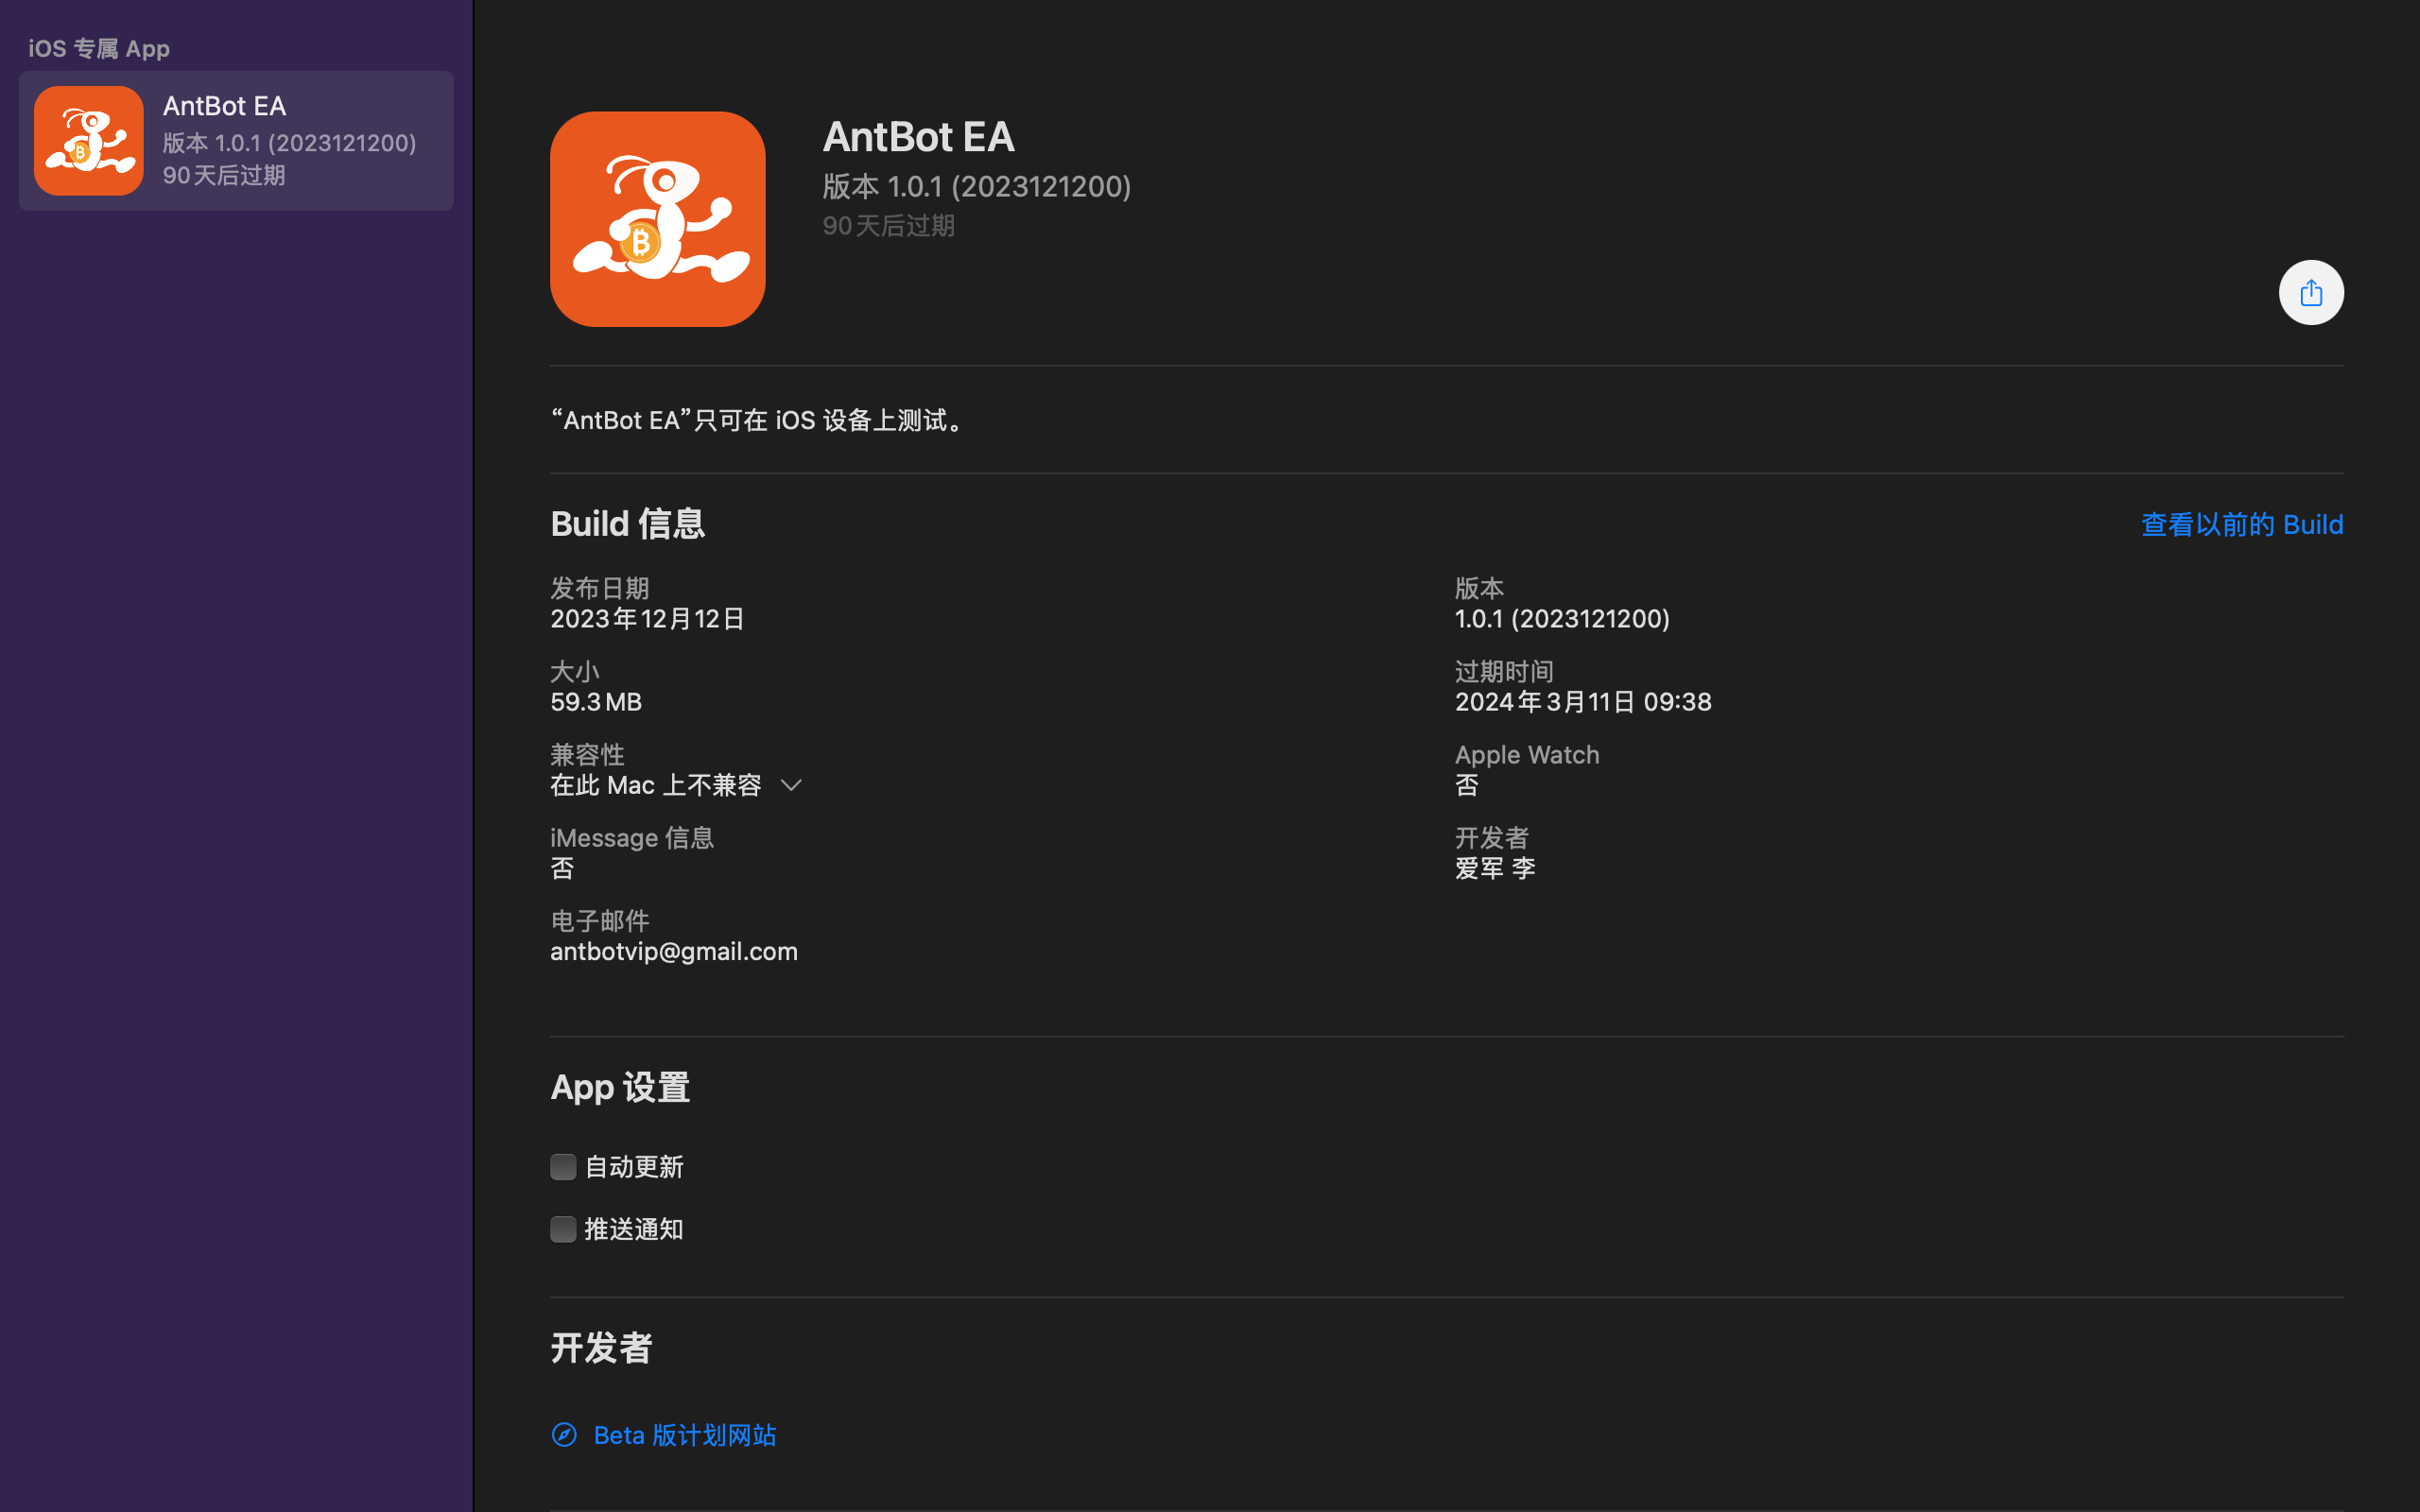 iOS 专属 App
AntBot EA
版本 1.0.1 (2023121200)
90天后过期
AntBot EA
版本 1.0.1 (2023121200)
90天后过期
“AntBot EA”只可在 iOS 设备上测试。
Build 信息
查看以前的 Build
发布日期
2023年12月12日
版本
1.0.1 (2023121200)
大小
59.3 MB
过期时间
2024年3月11日 09:38
兼容性
在此 Mac 上不兼容
Apple Watch
否
iMessage 信息
否
开发者
爱军 李
电子邮件
antbotvip@gmail.com
App 设置
自动更新
推送通知
开发者
Beta 版计划网站